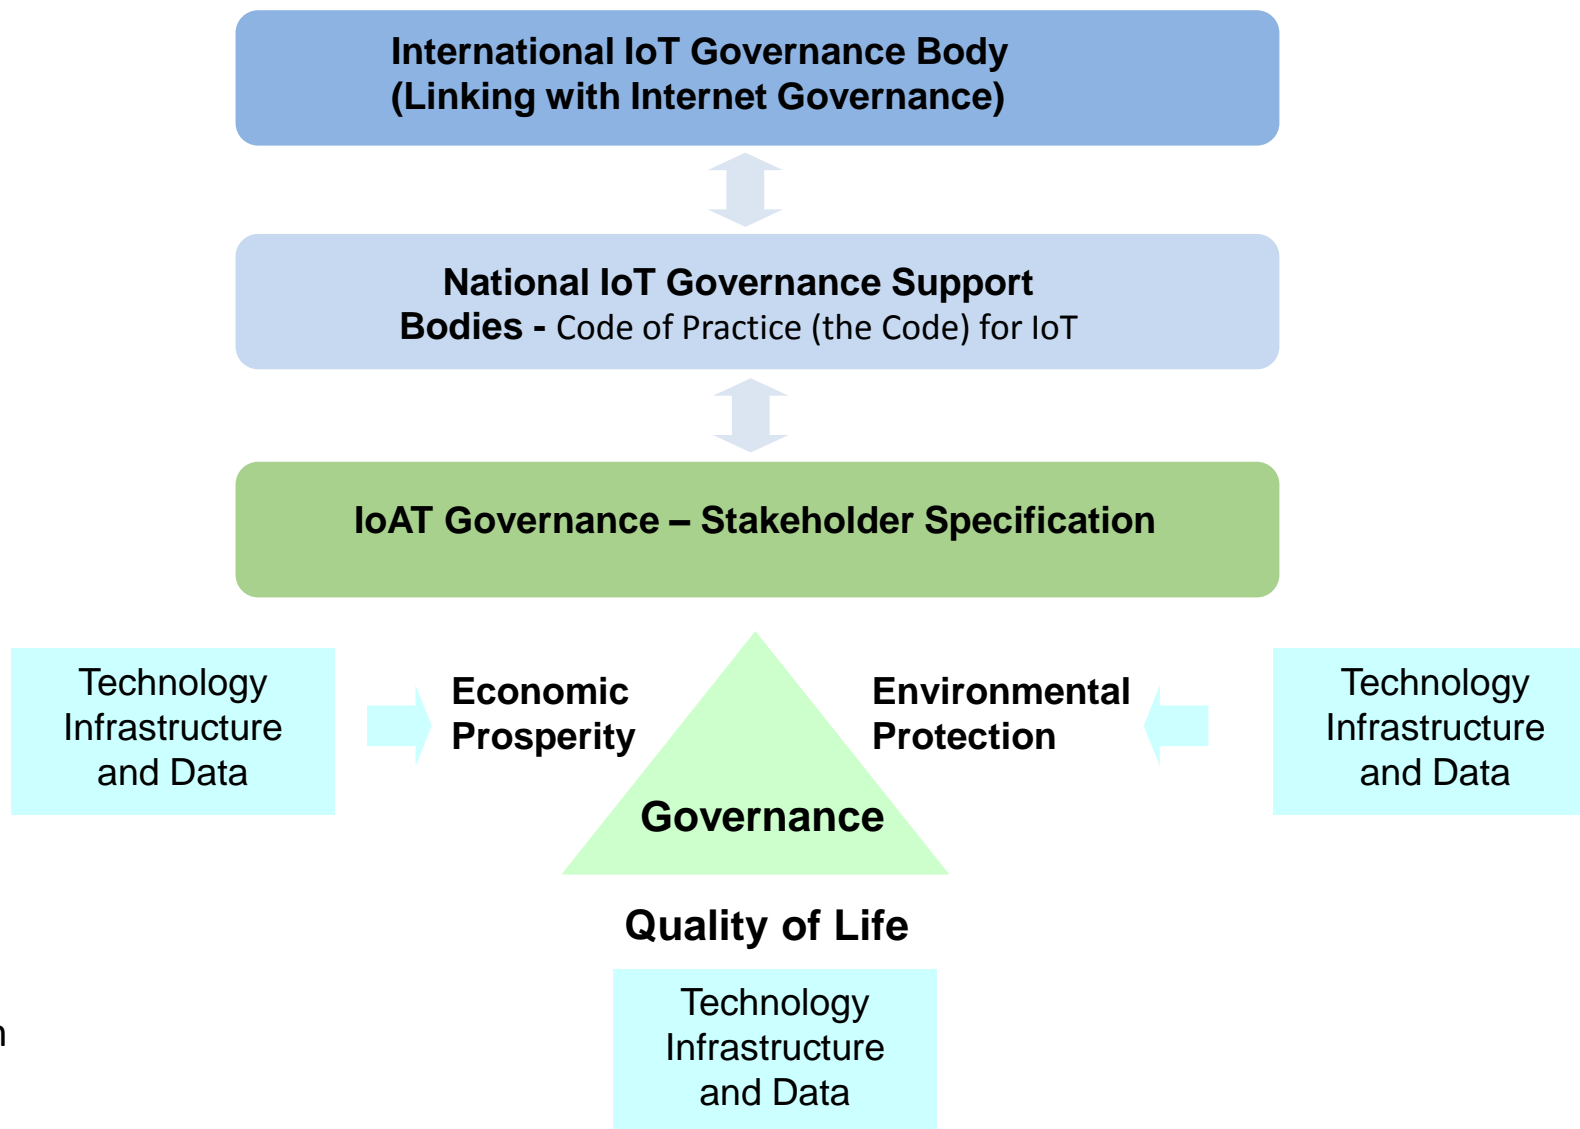 International IoT Governance Body
(Linking with Internet Governance)
National IoT Governance Support
Bodies - Code of Practice (the Code) for IoT
IoAT Governance – Stakeholder Specification
Technology
Infrastructure
and Data
Economic
Prosperity
Governance
Environmental
Protection
Technology
Infrastructure
and Data
Quality of Life
Technology
Infrastructure
and Data